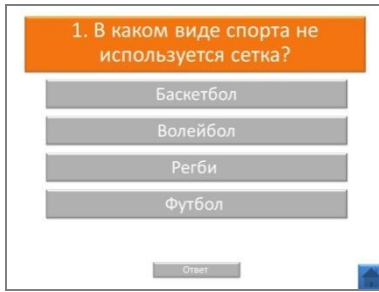 1. В каком виде спорта не
используется сетка?
Баскетбол
Волейбол
Регби
Футбол
Ответ